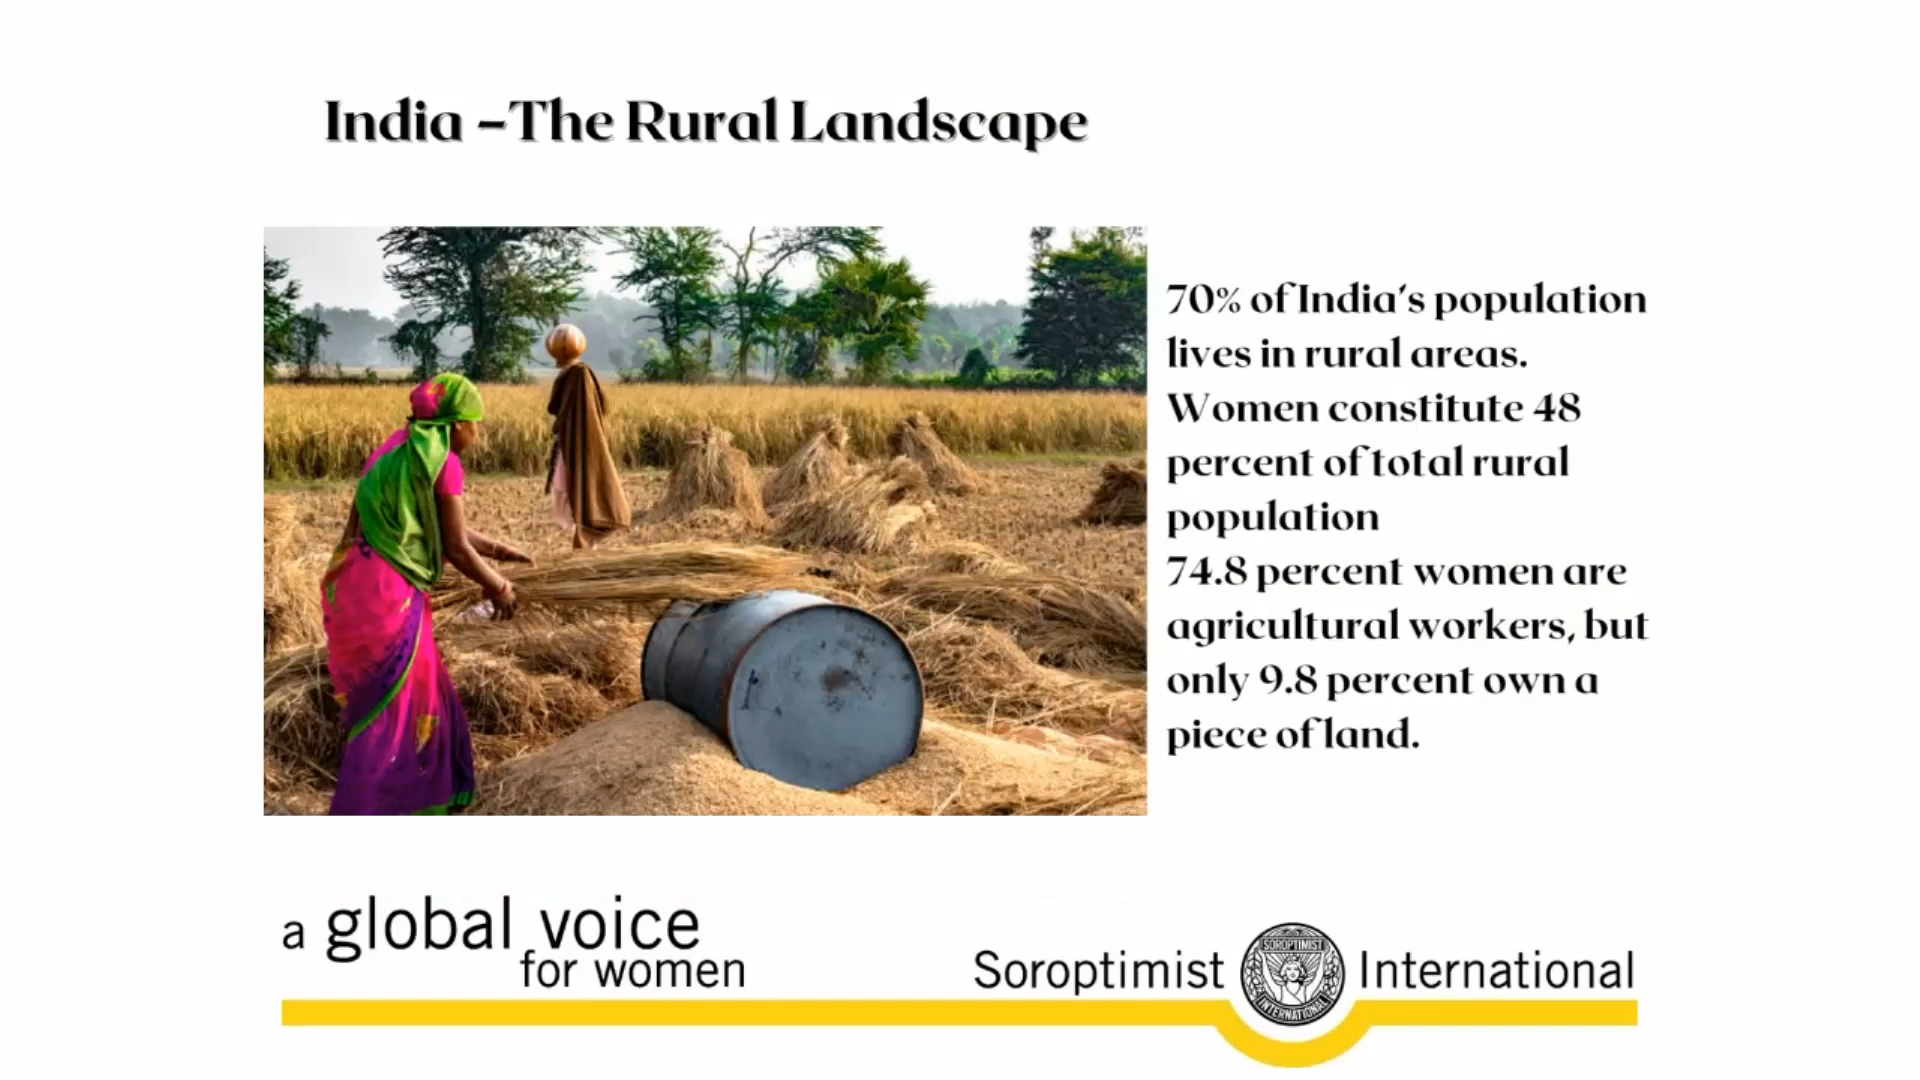 India –The Rural Landscape
70% of India's population
lives in rural areas.
Women constitute 48
percent of total rural
population
74.8 percent women are
agricultural workers, but
only 9.8 percent own a
piece of land.
a global voice
for women
Soroptimist International
SOROPTIMIST
INTERNATIONAL